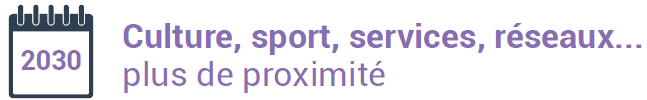 2030
Culture, sport, services, réseaux...
plus de proximité